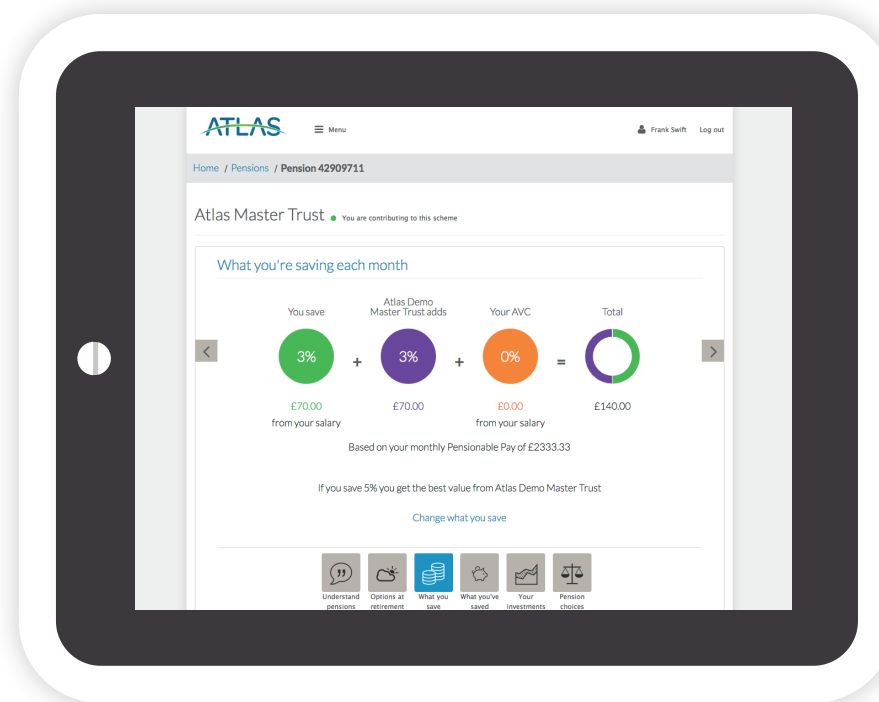 ATLAS
Menu
Frank Swift Log out
Home / Pensions / Pension 42909711
Atlas Master Trust You are contributing to this scheme
What you're saving each month
You save
Atlas Demo
Master Trust adds
Your AVC
Total
3% + 3% + 0% =
£70.00 £70.00 £0.00 £140.00
from your salary from your salary
Based on your monthly Pensionable Pay of £2333.33
If you save 5% you get the best value from Atlas Demo Master Trust
Change what you save
Understand
pensions
Options at
retirement
What you
save
What you've
saved
Your
investments
Pension
choices